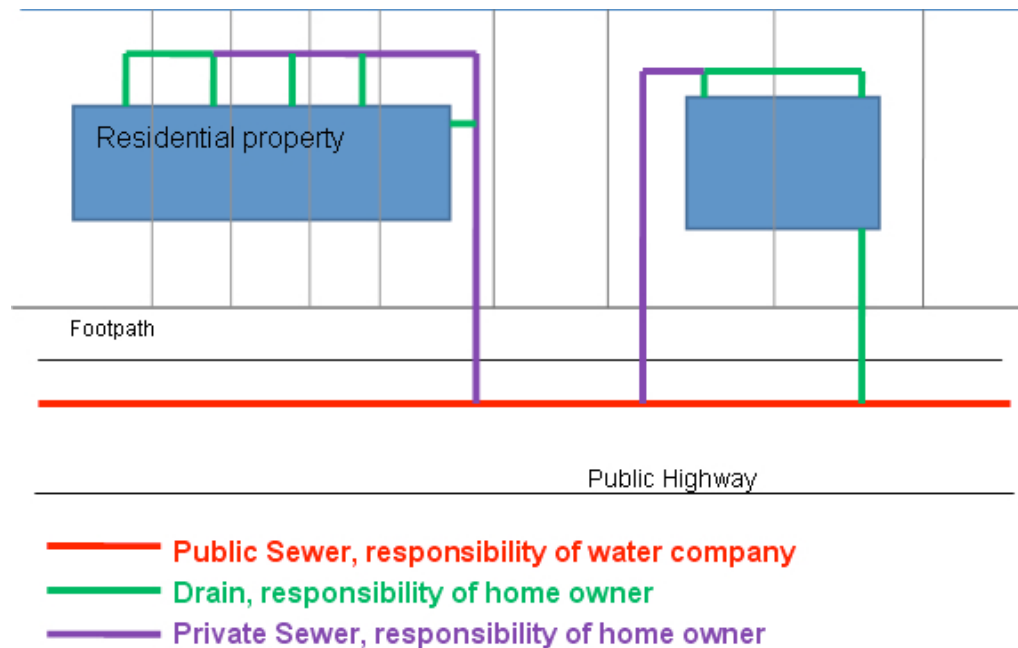 Residential property
Footpath
Public Highway
Public Sewer, responsibility of water company
Drain, responsibility of home owner
Private Sewer, responsibility of home owner